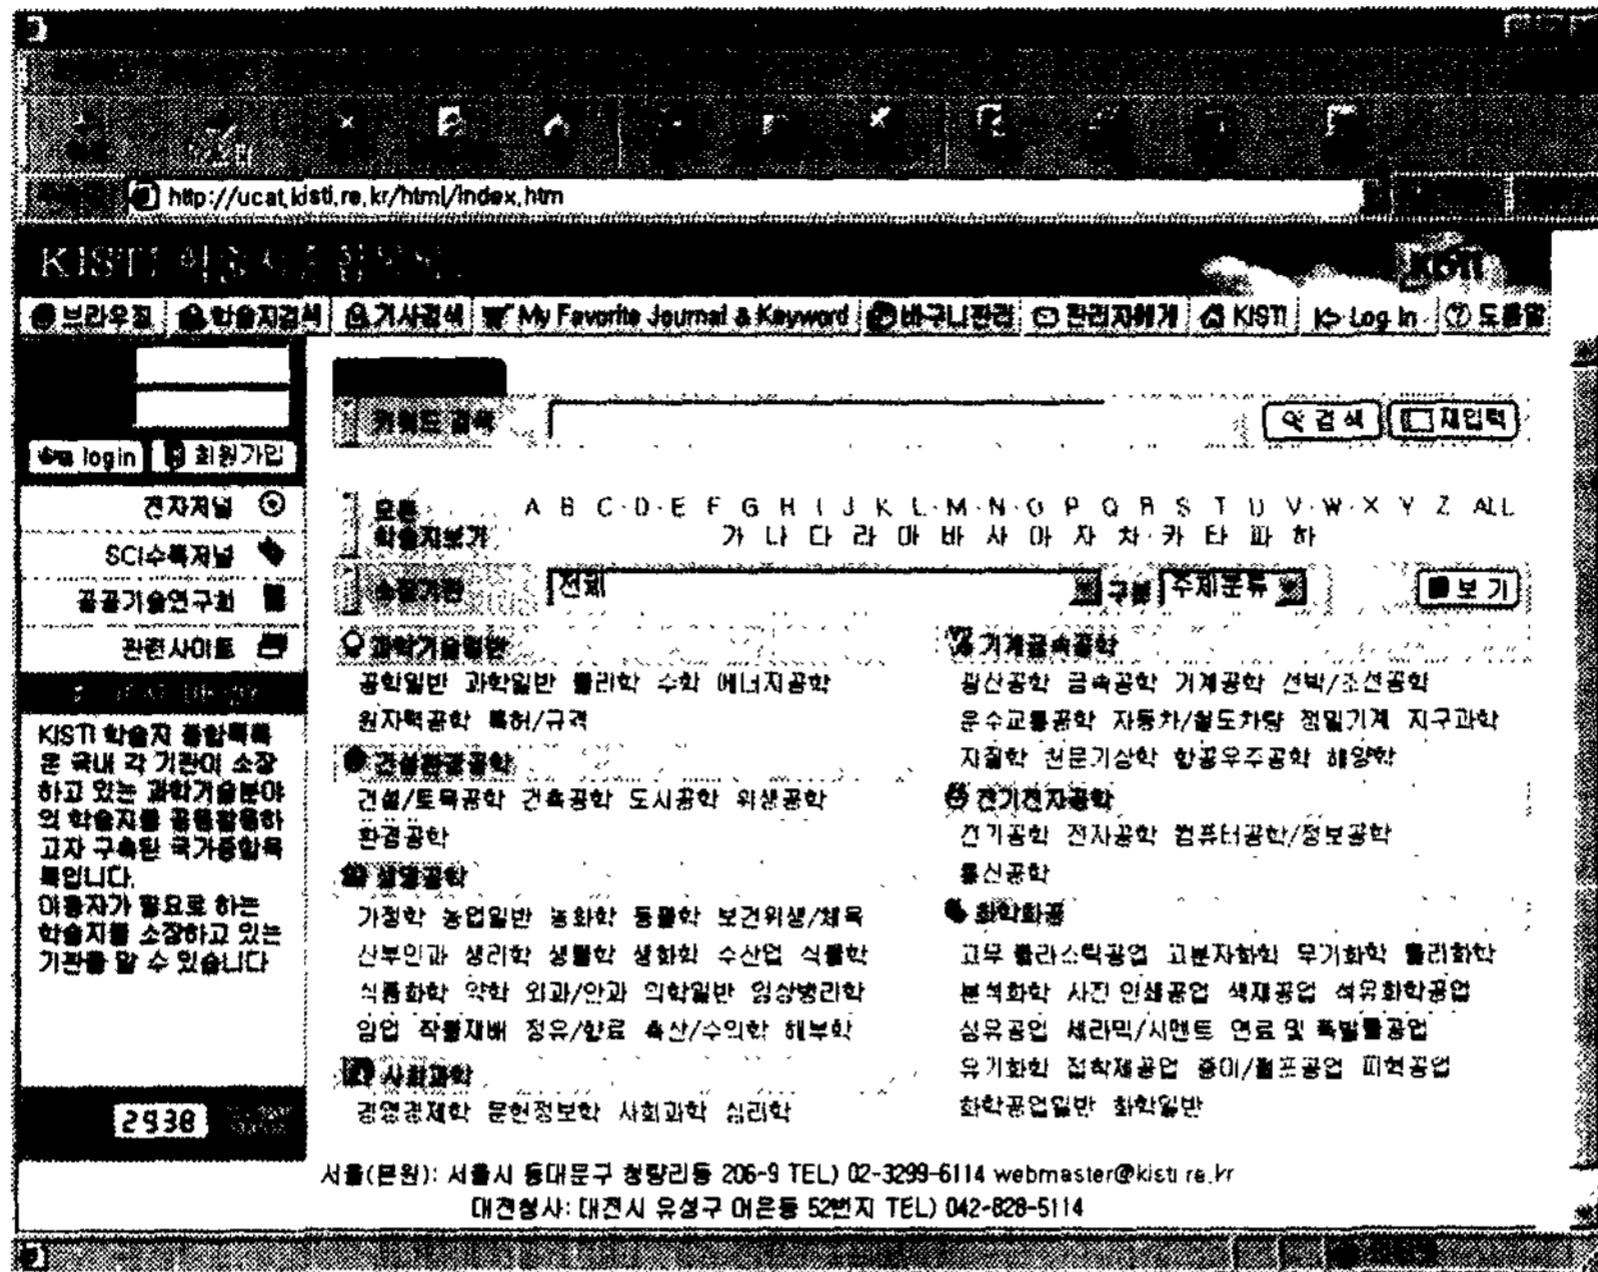 http://ucat.kisti.re.kr/html/index.htm
KISTI 학술지 종합목록
브라우징 학술지검색 기사검색 My Favorite Journal & Keyword 바구니관리 관리자에게 KISTI Log In 도움말
login 회원가입
전자저널
SCI수록저널
공공기술연구회
관련사이트
키워드 검색 검색 재입력
모든 학술지보기
A B C D E F G H I J K L M N O P Q R S T U V W X Y Z ALL
가 나 다 라 마 바 사 아 자 차 카 타 파 하
소장기관 전체 구분 주제분류 보기
KISTI 학술지 종합목록
은 국내 각 기관이 소장
하고 있는 과학기술분야
의 학술지를 공동활용하
고자 구축된 국가종합목
록입니다.
이용자가 필요로 하는
학술지를 소장하고 있는
기관을 알 수 있습니다
2938
과학기술일반
공학일반 과학일반 물리학 수학 에너지공학
원자력공학 특허/규격
건설환경공학
건설/토목공학 건축공학 도시공학 위생공학
환경공학
생명공학
가정학 농업일반 농화학 동물학 보건위생/체육
산부인과 생리학 생물학 생화학 수산업 식물학
식품화학 약학 외과/안과 의학일반 임상병리학
임업 작물재배 정유/향료 축산/수의학 해부학
사회과학
경영경제학 문헌정보학 사회과학 심리학
기계금속공학
광산공학 금속공학 기계공학 선박/조선공학
운수교통공학 자동차/철도차량 정밀기계 지구과학
지질학 천문기상학 항공우주공학 해양학
전기전자공학
전기공학 전자공학 컴퓨터공학/정보공학
통신공학
화학화공
고무 플라스틱공업 고분자화학 무기화학 물리화학
분석화학 사진 인쇄공업 색재공업 석유화학공업
섬유공업 세라믹/시멘트 연료 및 폭발물공업
유기화학 접착제공업 종이/펄프공업 피혁공업
화학공업일반 화학일반
서울(본원): 서울시 동대문구 청량리동 206-9 TEL) 02-3299-6114 webmaster@kisti.re.kr
대전청사: 대전시 유성구 어은동 52번지 TEL) 042-828-5114